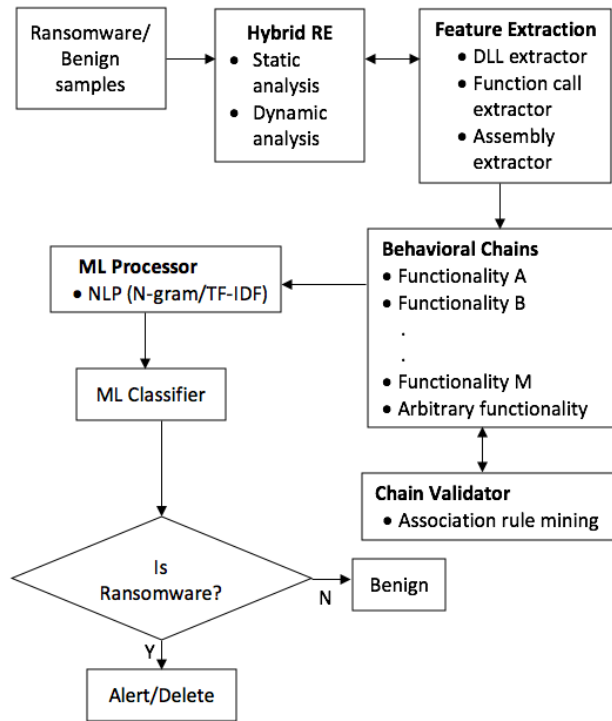 Ransomware/
Benign
samples
Hybrid RE
• Static
analysis
• Dynamic
analysis
Feature Extraction
• DLL extractor
• Function call
extractor
• Assembly
extractor
Behavioral Chains
• Functionality A
• Functionality B
.
.
• Functionality M
• Arbitrary functionality
Chain Validator
• Association rule mining
ML Processor
• NLP (N-gram/TF-IDF)
ML Classifier
Is
Ransomware?
N
Benign
Y
Alert/Delete